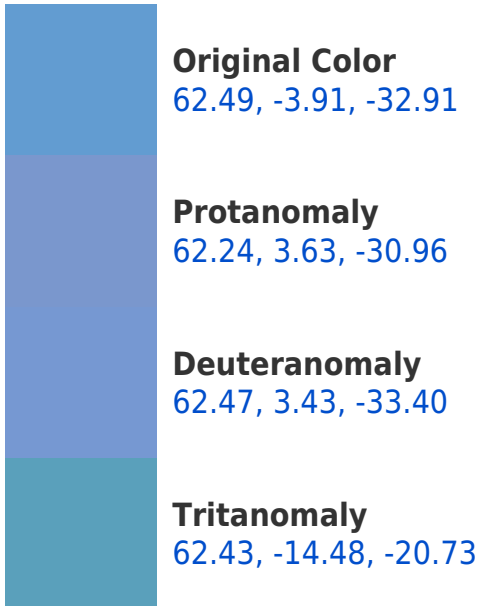 Original Color
62.49, -3.91, -32.91
Protanomaly
62.24, 3.63, -30.96
Deuteranomaly
62.47, 3.43, -33.40
Tritanomaly
62.43, -14.48, -20.73